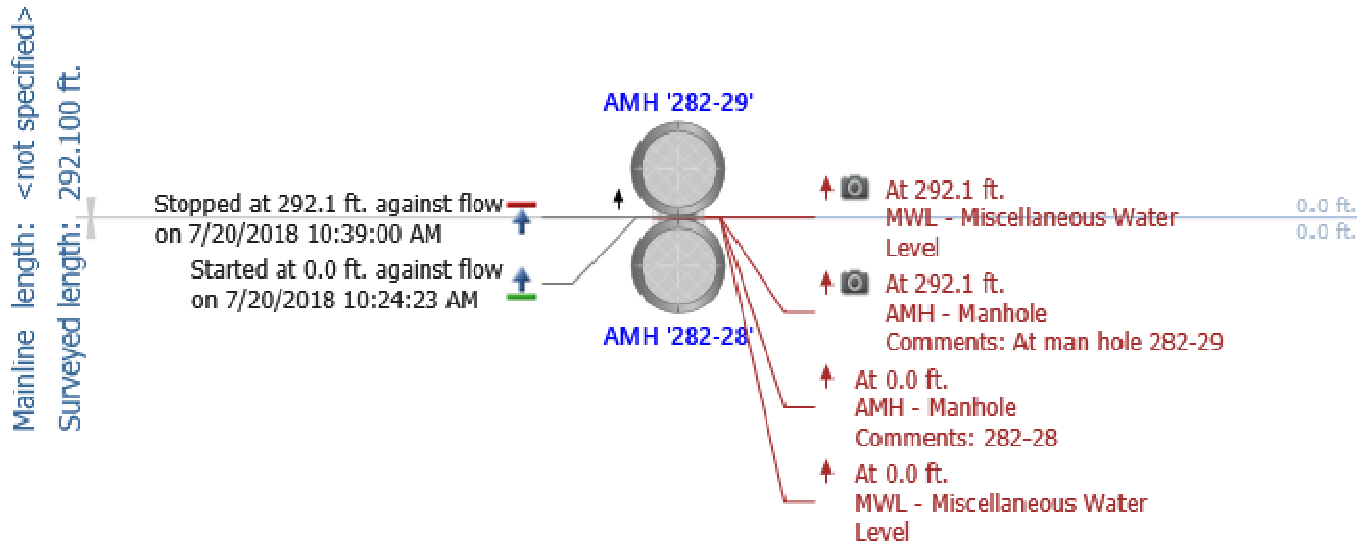 Mainline length: <not specified>
Surveyed length: 292.100 ft.
AMH '282-29'
Stopped at 292.1 ft. against flow
on 7/20/2018 10:39:00 AM
Started at 0.0 ft. against flow
on 7/20/2018 10:24:23 AM
AMH '282-28'
At 292.1 ft.
MWL - Miscellaneous Water
Level
At 292.1 ft.
AMH - Manhole
Comments: At man hole 282-29
At 0.0 ft.
AMH - Manhole
Comments: 282-28
At 0.0 ft.
MWL - Miscellaneous Water
Level
0.0 ft.
0.0 ft.